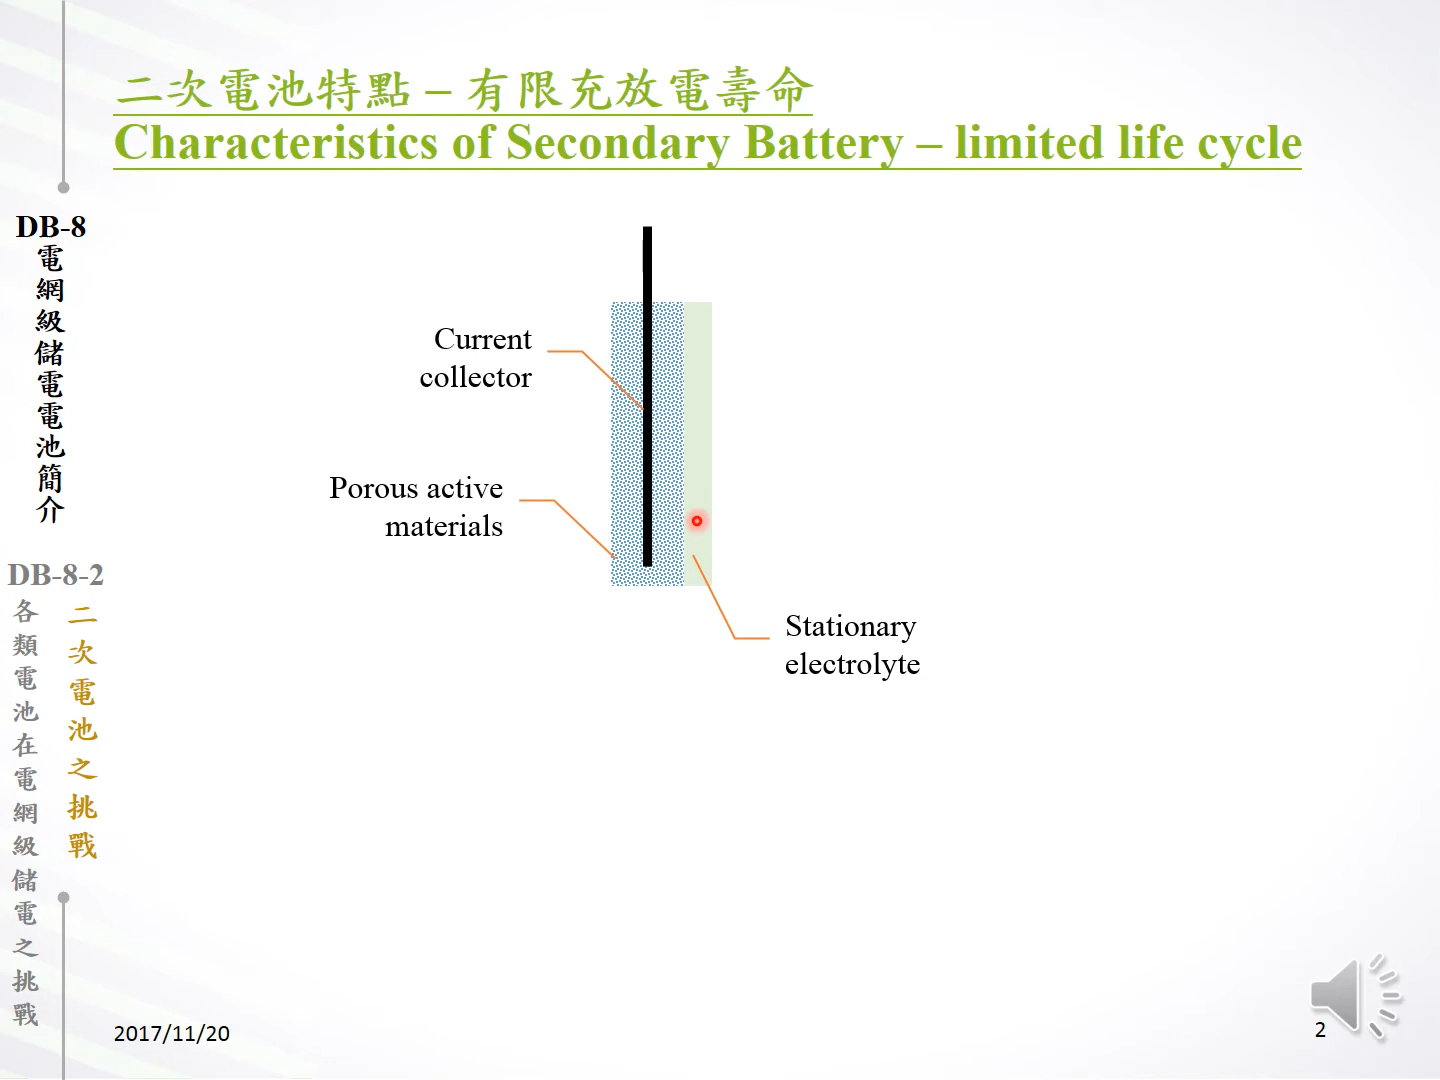 二次電池特點 – 有限充放電壽命
Characteristics of Secondary Battery – limited life cycle
DB-8
電網級儲電電池簡介
DB-8-2
各類電池在電網級儲電之挑戰
二次電池之挑戰
Current
collector
Porous active
materials
Stationary
electrolyte
2017/11/20
2